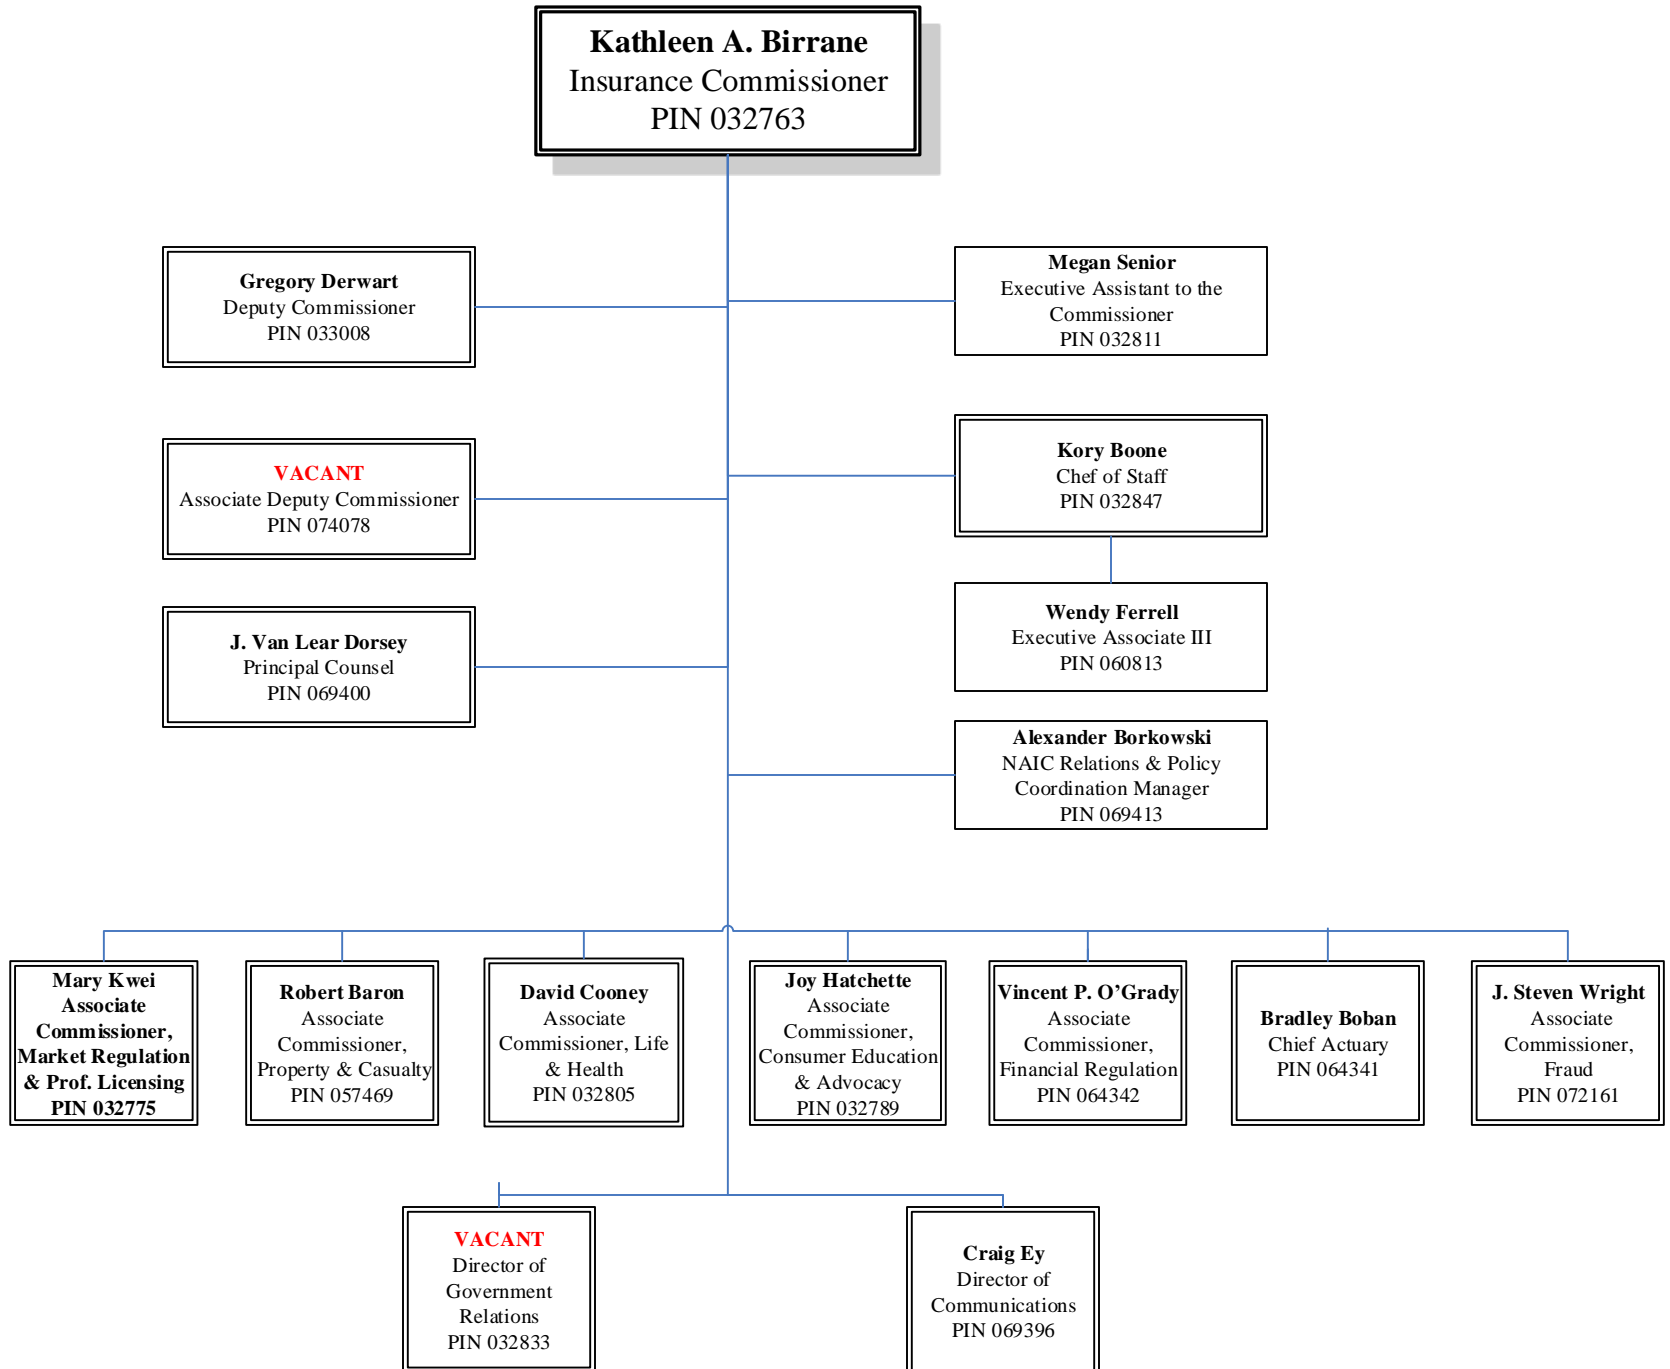 Kathleen A. Birrane
Insurance Commissioner
PIN 032763
Gregory Derwart
Deputy Commissioner
PIN 033008
Megan Senior
Executive Assistant to the
Commissioner
PIN 032811
VACANT
Associate Deputy Commissioner
PIN 074078
Kory Boone
Chef of Staff
PIN 032847
J. Van Lear Dorsey
Principal Counsel
PIN 069400
Wendy Ferrell
Executive Associate III
PIN 060813
Alexander Borkowski
NAIC Relations & Policy
Coordination Manager
PIN 069413
Mary Kwei
Associate
Commissioner,
Market Regulation
& Prof. Licensing
PIN 032775
Robert Baron
Associate
Commissioner,
Property & Casualty
PIN 057469
David Cooney
Associate
Commissioner, Life
& Health
PIN 032805
Joy Hatchette
Associate
Commissioner,
Consumer Education
& Advocacy
PIN 032789
Vincent P. O’Grady
Associate
Commissioner,
Financial Regulation
PIN 064342
Bradley Boban
Chief Actuary
PIN 064341
J. Steven Wright
Associate
Commissioner,
Fraud
PIN 072161
VACANT
Director of
Government
Relations
PIN 032833
Craig Ey
Director of
Communications
PIN 069396